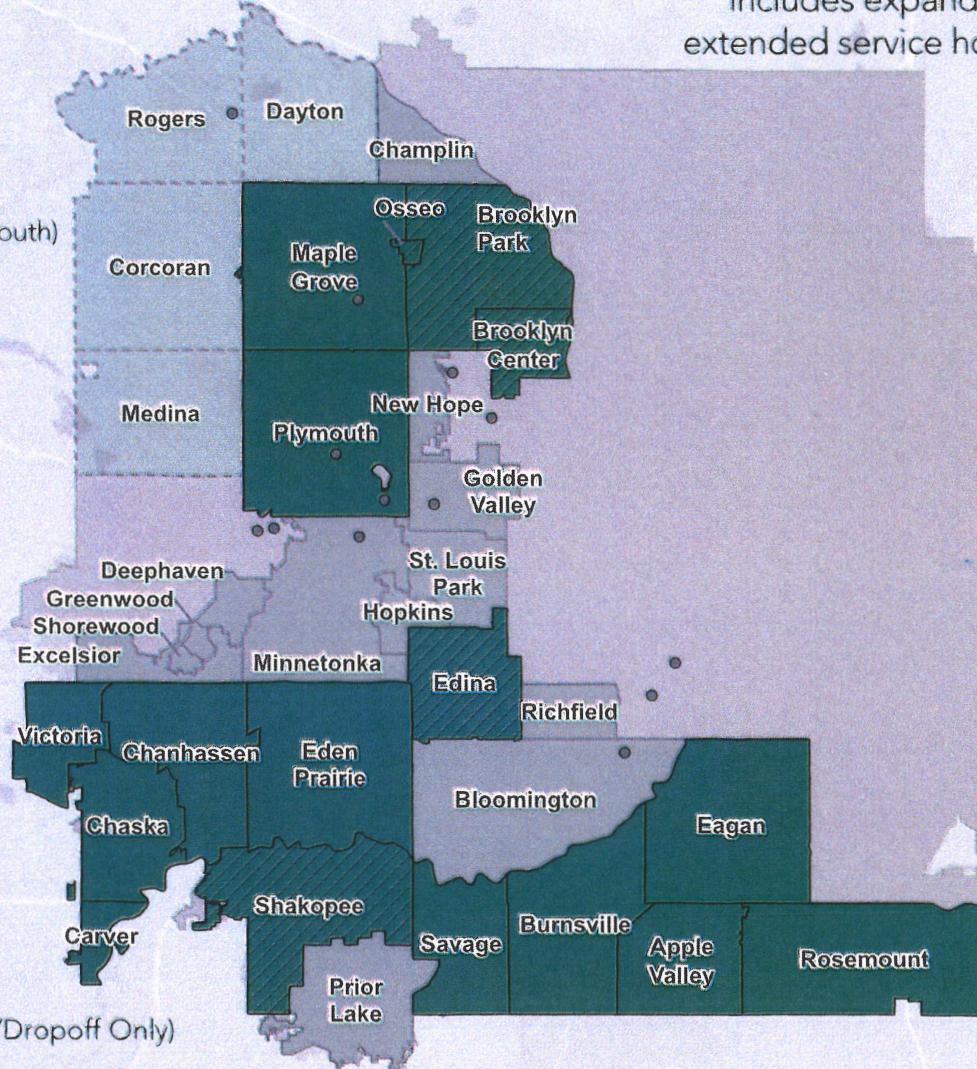 extended service
Rogers
Dayton
Champlin
Osseo
Brooklyn
Park
Maple
Grove
Corcoran
Brooklyn
Center
Medina
New Hope
Plymouth
Golden
Valley
St. Louis
Park
Deephaven
Greenwood
Shorewood
Excelsior
Hopkins
Minnetonka
Edina
Richfield
Victoria
Chanhassen
Eden
Prairie
Bloomington
Chaska
Eagan
Shakopee
Carver
Savage
Burnsville
Apple
Valley
Rosemount
Prior
Lake
/Dropoff Only)